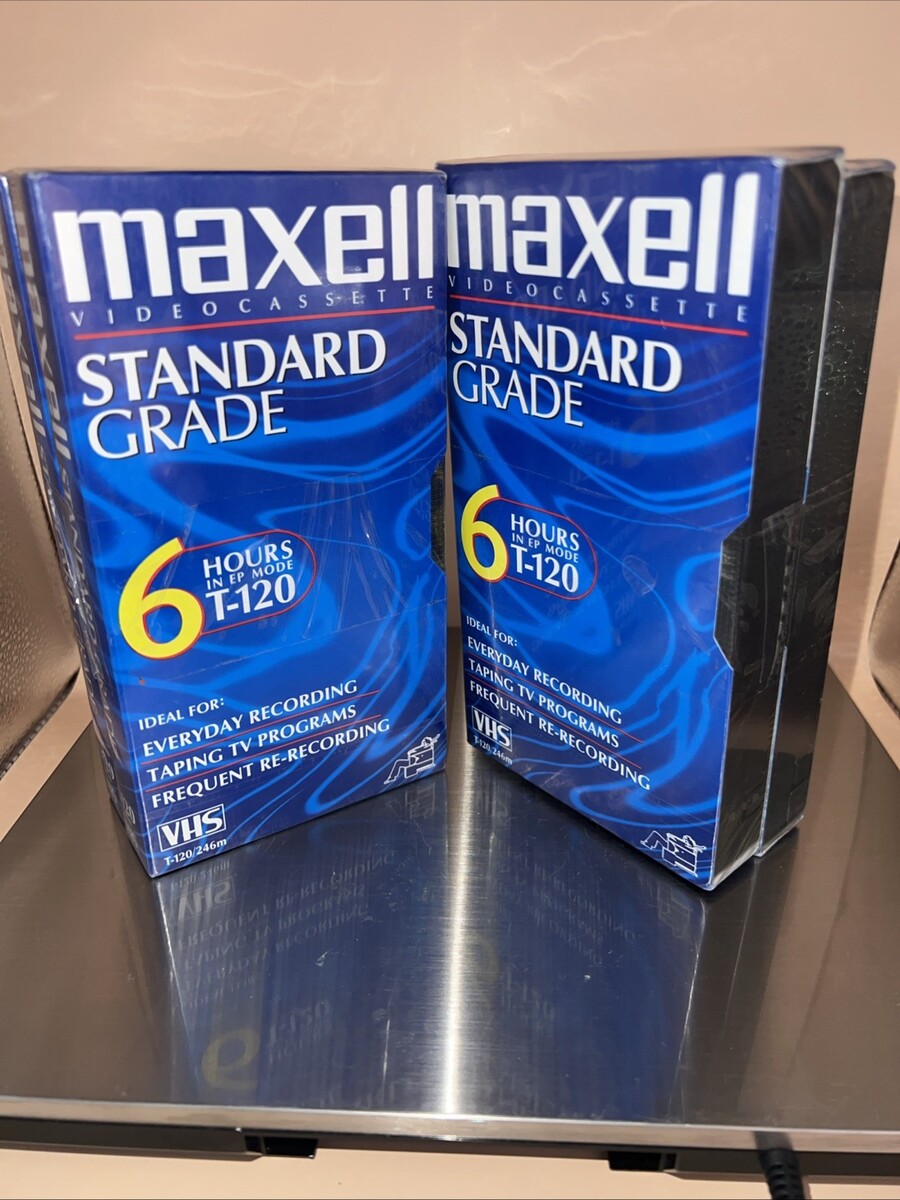 maxell
VIDEOCASSETTE
STANDARD
GRADE
6 HOURS
IN EP MODE
T-120
IDEAL FOR:
EVERYDAY RECORDING
TAPING TV PROGRAMS
FREQUENT RE-RECORDING
VHS
T-120/246m
maxell
VIDEOCASSETTE
STANDARD
GRADE
6 HOURS
IN EP MODE
T-120
IDEAL FOR:
EVERYDAY RECORDING
TAPING TV PROGRAMS
FREQUENT RE-RECORDING
VHS
T-120/246m